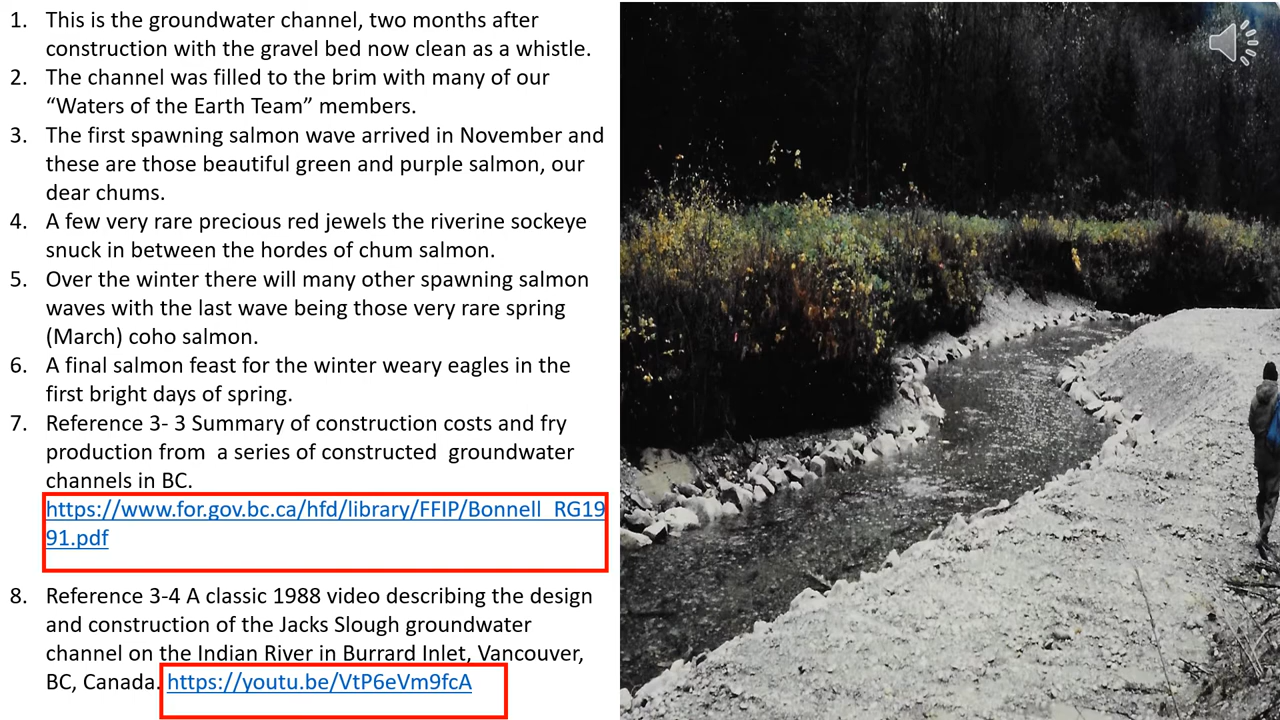 1. This is the groundwater channel, two months after
construction with the gravel bed now clean as a whistle.
2. The channel was filled to the brim with many of our
“Waters of the Earth Team” members.
3. The first spawning salmon wave arrived in November and
these are those beautiful green and purple salmon, our
dear chums.
4. A few very rare precious red jewels the riverine sockeye
snuck in between the hordes of chum salmon.
5. Over the winter there will many other spawning salmon
waves with the last wave being those very rare spring
(March) coho salmon.
6. A final salmon feast for the winter weary eagles in the
first bright days of spring.
7. Reference 3- 3 Summary of construction costs and fry
production from a series of constructed groundwater
channels in BC.
https://www.for.gov.bc.ca/hfd/library/FFIP/Bonnell_RG19
91.pdf
8. Reference 3-4 A classic 1988 video describing the design
and construction of the Jacks Slough groundwater
channel on the Indian River in Burrard Inlet, Vancouver,
BC, Canada. https://youtu.be/VtP6eVm9fcA